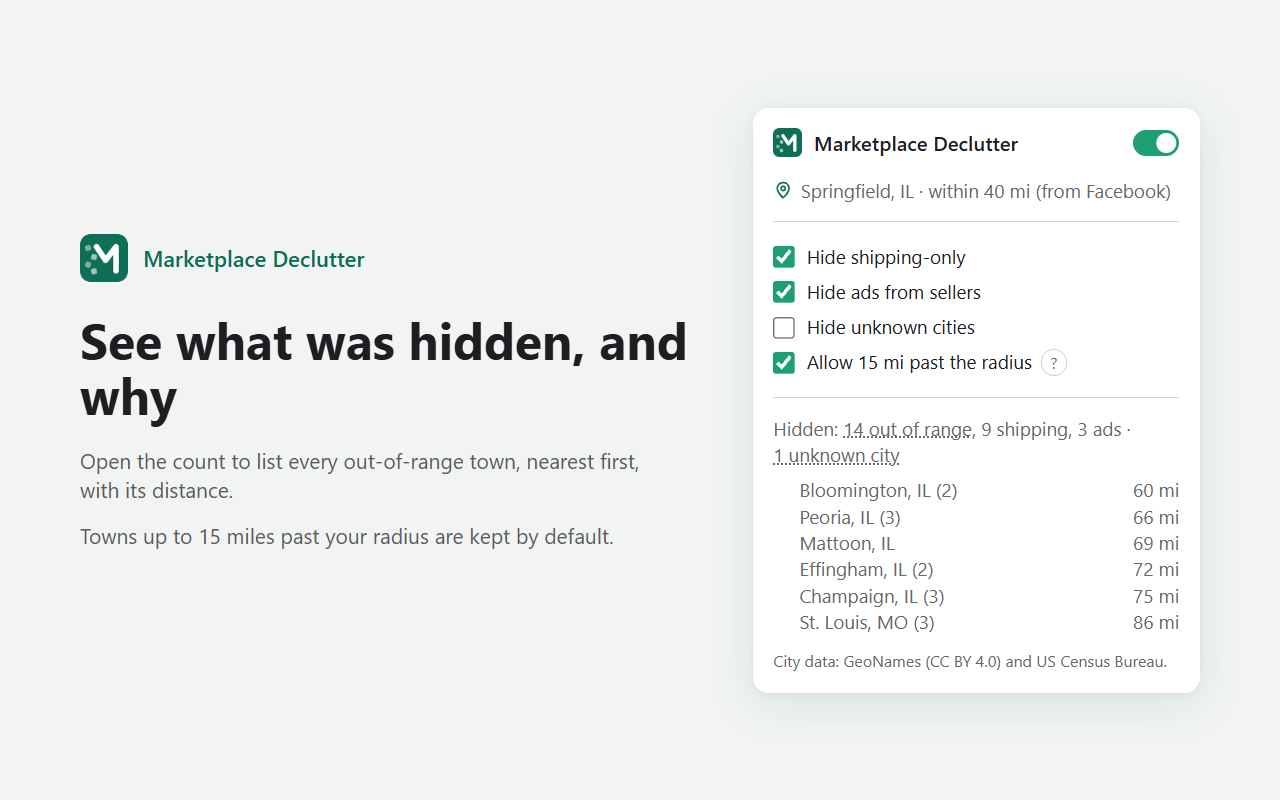 Marketplace Declutter
See what was hidden, and
why
Open the count to list every out-of-range town, nearest first,
with its distance.
Towns up to 15 miles past your radius are kept by default.
Marketplace Declutter
Springfield, IL · within 40 mi (from Facebook)
Hide shipping-only
Hide ads from sellers
Hide unknown cities
Allow 15 mi past the radius ?
Hidden: 14 out of range, 9 shipping, 3 ads ·
1 unknown city
Bloomington, IL (2) 60 mi
Peoria, IL (3) 66 mi
Mattoon, IL 69 mi
Effingham, IL (2) 72 mi
Champaign, IL (3) 75 mi
St. Louis, MO (3) 86 mi
City data: GeoNames (CC BY 4.0) and US Census Bureau.